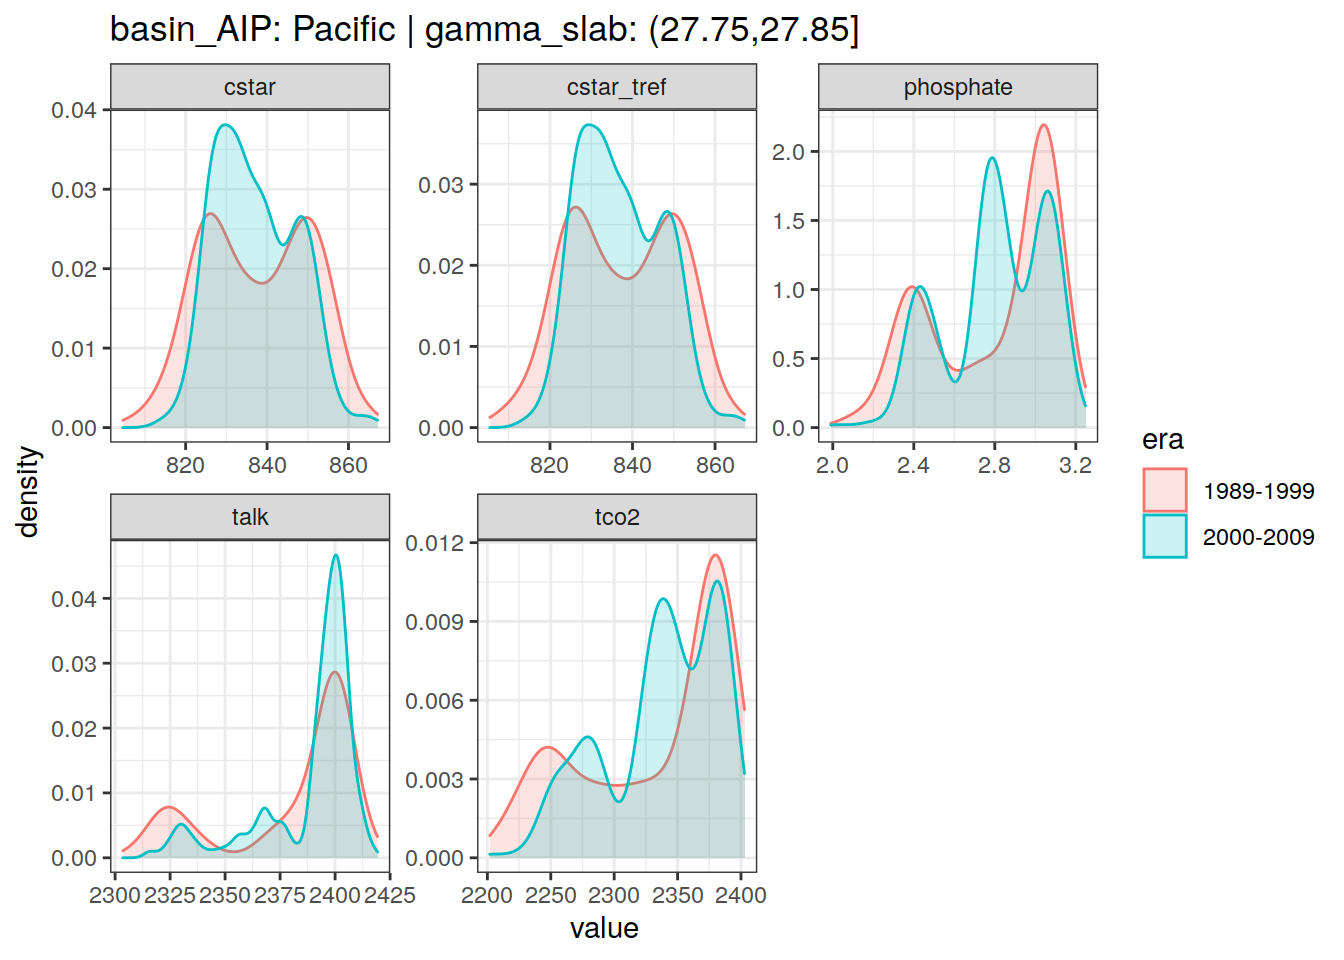 basin_AIP: Pacific | gamma_slab: (27.75,27.85]
cstar
cstar_tref
phosphate
0.04
0.03
0.02
0.01
0.00
820 840 860
0.03
0.02
0.01
0.00
820 840 860
2.0
1.5
1.0
0.5
0.0
2.0 2.4 2.8 3.2
talk
tco2
0.04
0.03
0.02
0.01
0.00
2300 2325 2350 2375 2400 2425
0.012
0.009
0.006
0.003
0.000
2200 2250 2300 2350 2400
density
value
era
1989-1999
2000-2009